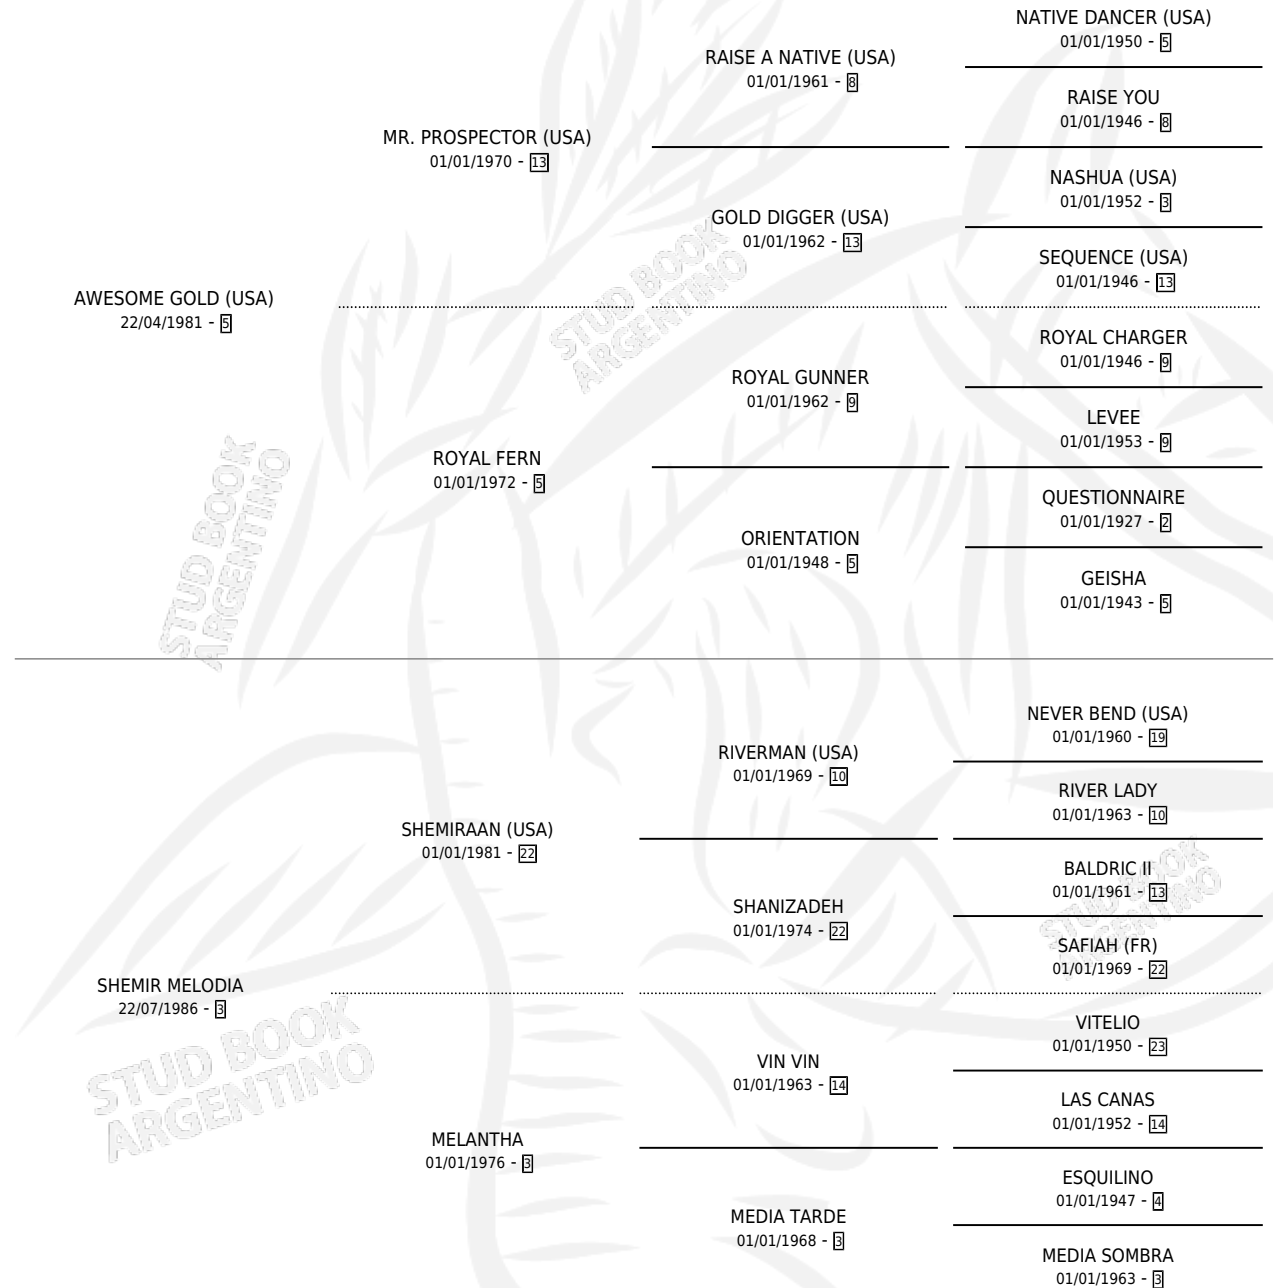 NATIVE DANCER (USA)
01/01/1950 - 5
RAISE A NATIVE (USA)
01/01/1961 - 8
RAISE YOU
01/01/1946 - 8
MR. PROSPECTOR (USA)
01/01/1970 - 13
NASHUA (USA)
01/01/1952 - 3
GOLD DIGGER (USA)
01/01/1962 - 13
SEQUENCE (USA)
01/01/1946 - 13
AWESOME GOLD (USA)
22/04/1981 - 5
ROYAL CHARGER
01/01/1946 - 9
ROYAL GUNNER
01/01/1962 - 9
LEVEE
01/01/1953 - 9
ROYAL FERN
01/01/1972 - 5
QUESTIONNAIRE
01/01/1927 - 2
ORIENTATION
01/01/1948 - 5
GEISHA
01/01/1943 - 5
NEVER BEND (USA)
01/01/1960 - 19
RIVERMAN (USA)
01/01/1969 - 10
RIVER LADY
01/01/1963 - 10
SHEMIRAAN (USA)
01/01/1981 - 22
BALDRIC II
01/01/1961 - 13
SHANIZADEH
01/01/1974 - 22
SAFIAH (FR)
01/01/1969 - 22
SHEMIR MELODIA
22/07/1986 - 3
VITELIO
01/01/1950 - 23
VIN VIN
01/01/1963 - 14
LAS CANAS
01/01/1952 - 14
MELANTHA
01/01/1976 - 3
ESQUILINO
01/01/1947 - 4
MEDIA TARDE
01/01/1968 - 3
MEDIA SOMBRA
01/01/1963 - 3
STUD BOOK
ARGENTINO
STUD BOOK
ARGENTINO
STUD BOOK
ARGENTINO
STUD BOOK
ARGENTINO